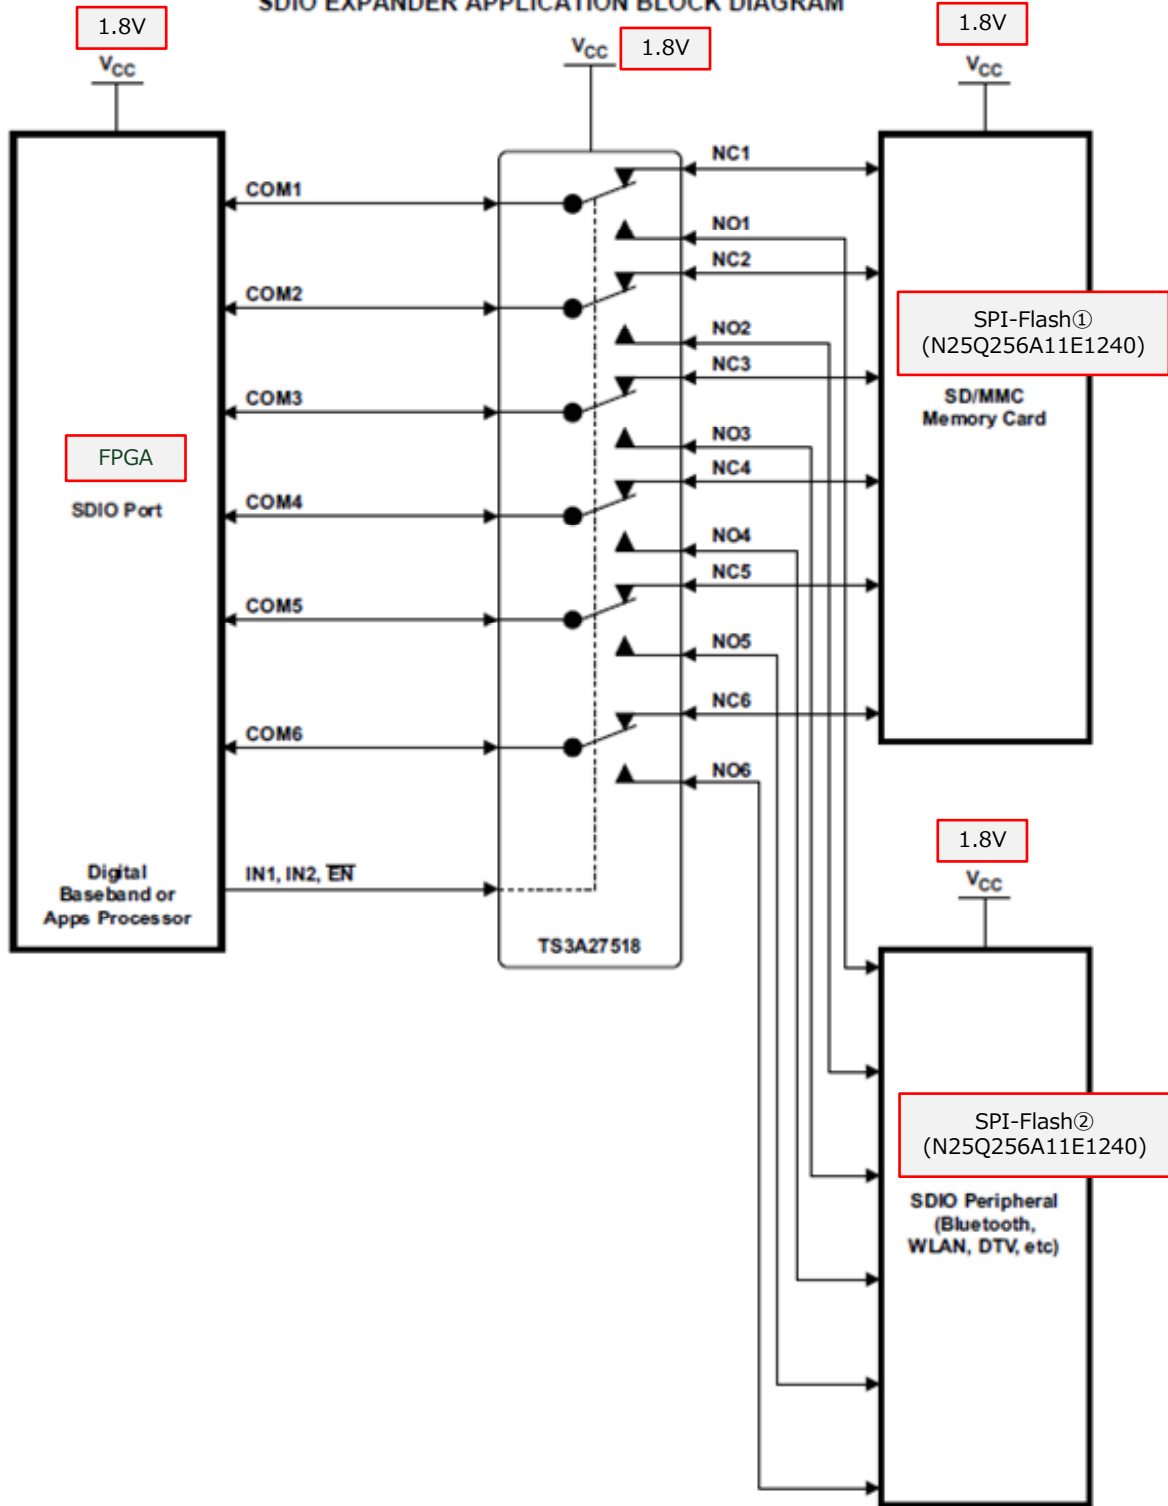 SDIO EXPANDER APPLICATION BLOCK DIAGRAM
1.8V
VCC
VCC
1.8V
1.8V
VCC
COM1
COM2
COM3
FPGA
COM4
SDIO Port
COM5
COM6
Digital
Baseband or
Apps Processor
IN1, IN2, EN
TS3A27518
NC1
NO1
NC2
NO2
NC3
NO3
NC4
NO4
NC5
NO5
NC6
NO6
SPI-Flash①
(N25Q256A11E1240)
SD/MMC
Memory Card
1.8V
VCC
SPI-Flash②
(N25Q256A11E1240)
SDIO Peripheral
(Bluetooth,
WLAN, DTV, etc)